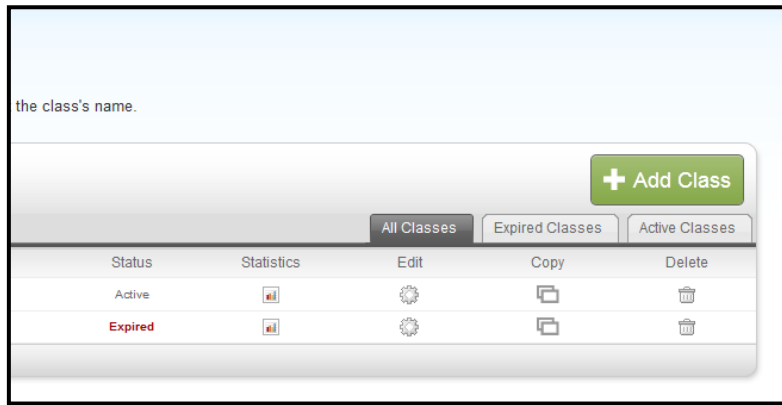 the class's name.
Add Class
All Classes Expired Classes Active Classes
Status Statistics Edit Copy Delete
Active
Expired